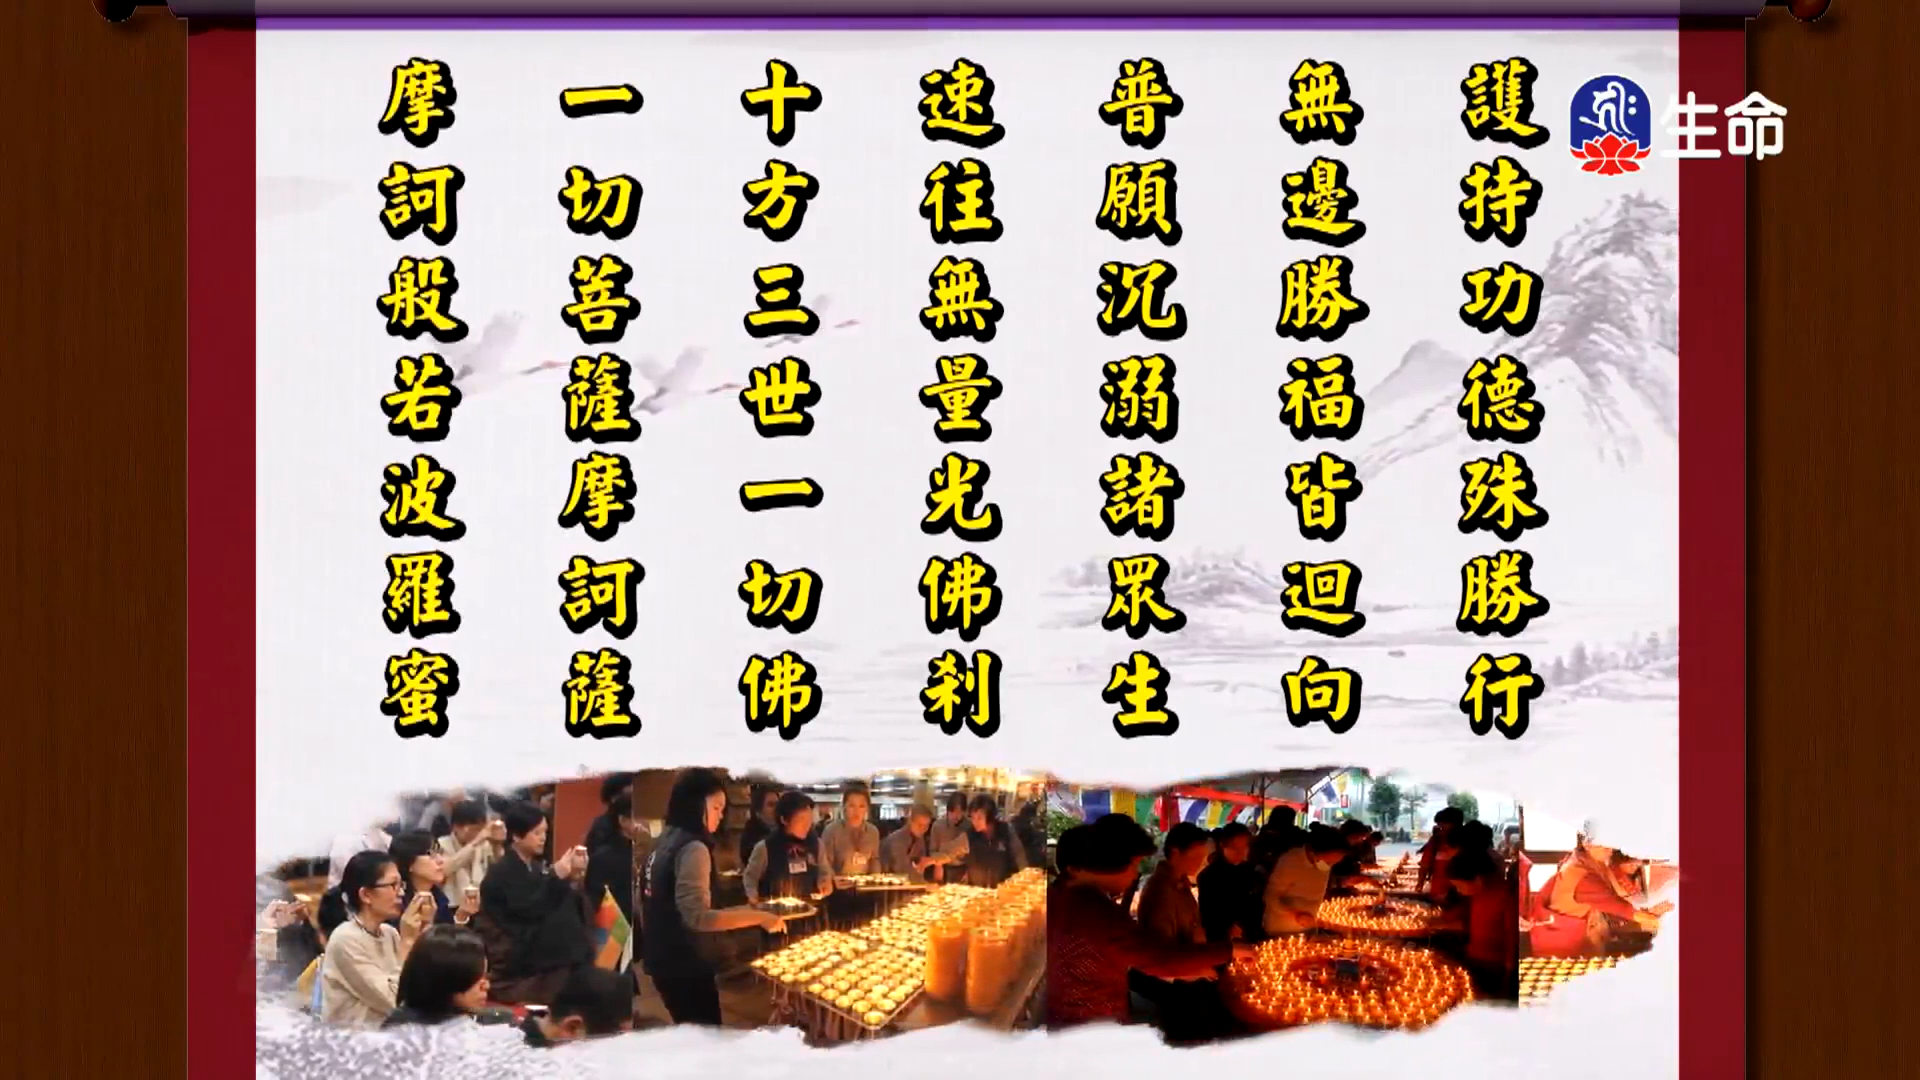 護持功德殊勝行
無邊勝福皆迴向
普願沉溺諸眾生
速往無量光佛剎
十方三世一切佛
一切菩薩摩訶薩
摩訶般若波羅蜜
生命